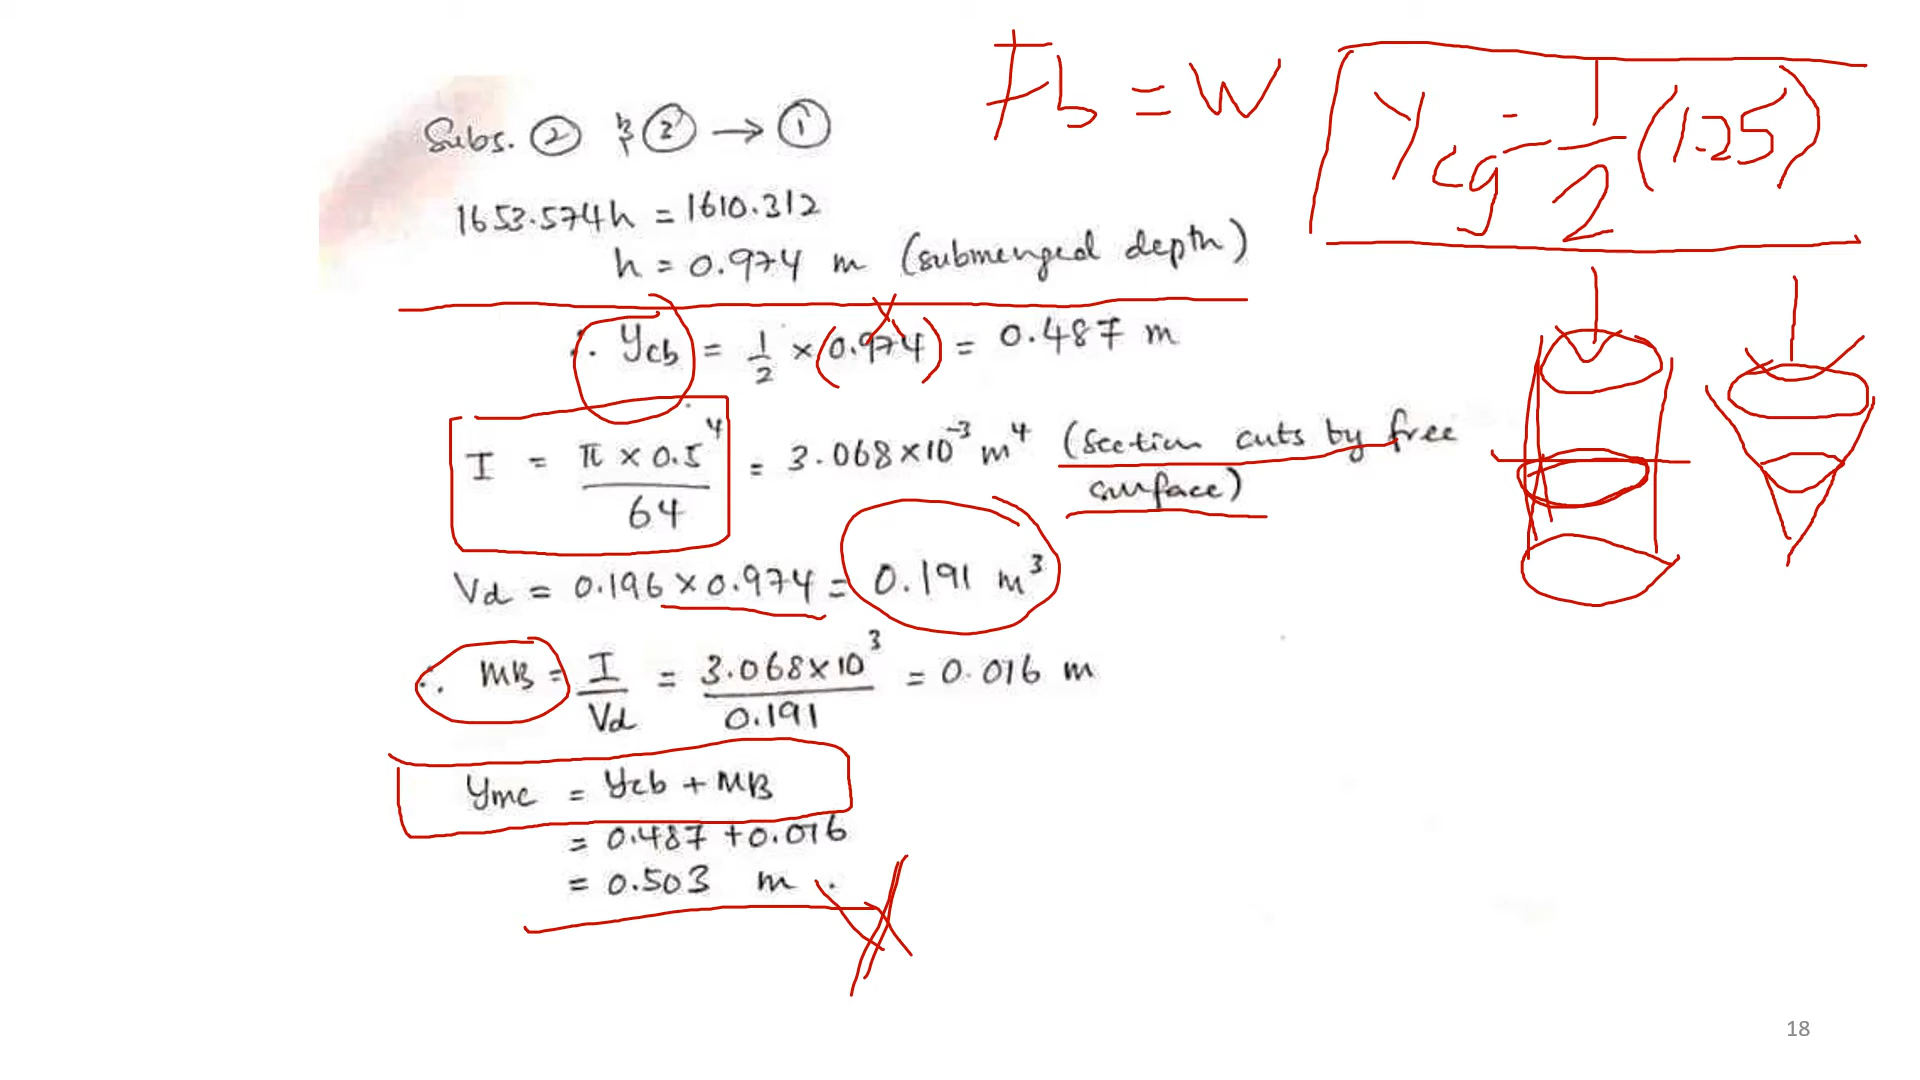 Subs. ② & ② → ①
1653.574h = 1610.312
h = 0.974 m (submenged depth)
∴ Ycb = 1/2 × (0.974) = 0.487 m
I = π × 0.5⁴ / 64 = 3.068×10⁻³ m⁴ (section cuts by free
surface)
Vd = 0.196 × 0.974 = 0.191 m³
∴ MB = I / Vd = 3.068×10³ / 0.191 = 0.016 m
Ymc = Ycb + MB
= 0.487 + 0.016
= 0.503 m.
Fb = W
Ycg = 1/2 (1.25)
18